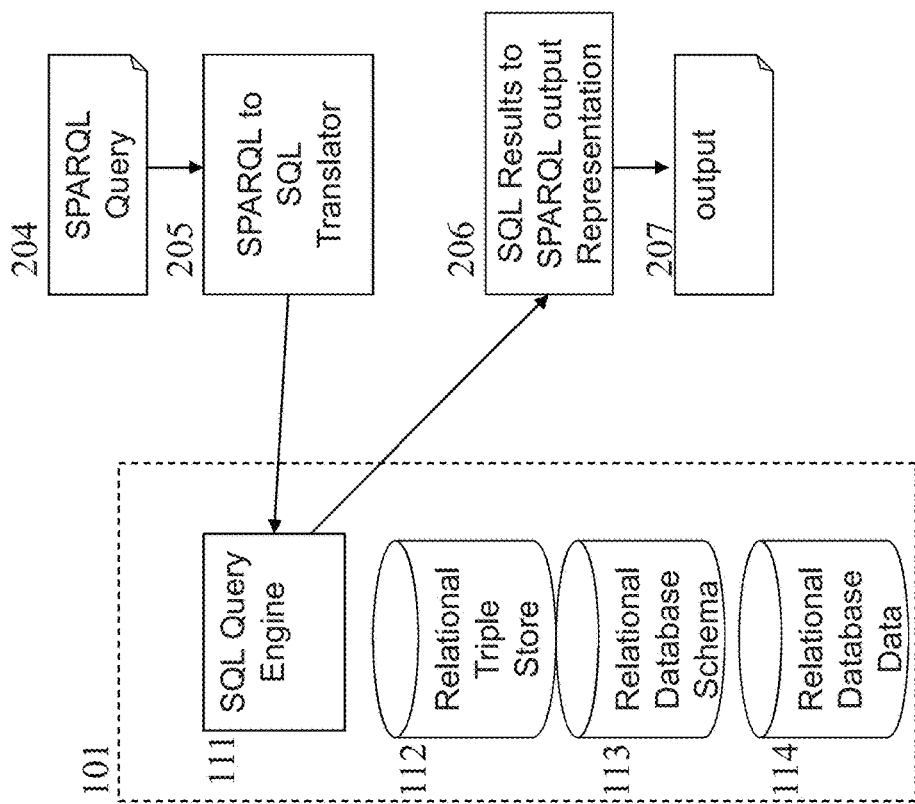 101
111
SQL Query
Engine
112
Relational
Triple
Store
113
Relational
Database
Schema
114
Relational
Database
Data
204
SPARQL
Query
205
SPARQL to
SQL
Translator
206
SQL Results to
SPARQL output
Representation
207
output